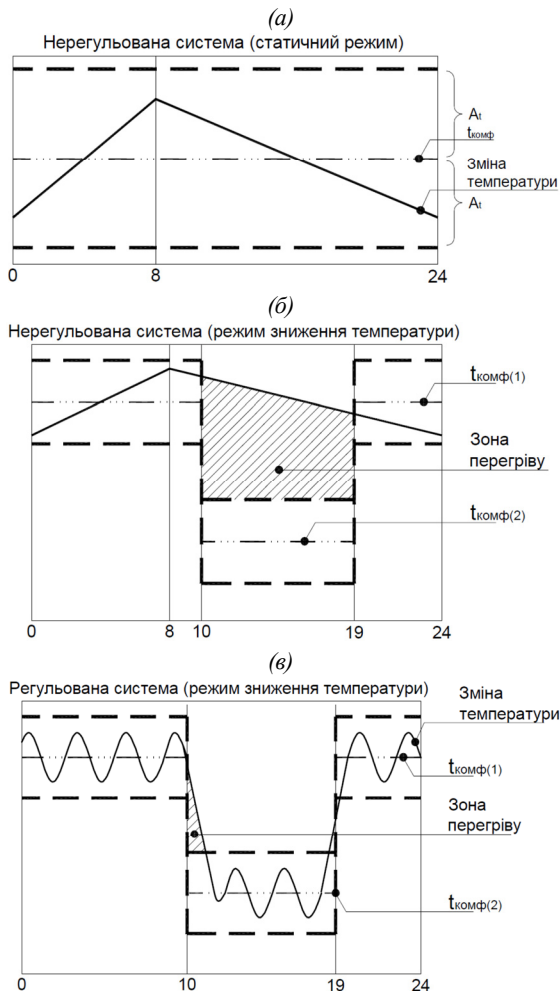 (а)
Нерегульована система (статичний режим)
At
tкомф
Зміна
температури
At
0 8 24
(б)
Нерегульована система (режим зниження температури)
tкомф(1)
Зона
перегріву
tкомф(2)
0 8 10 19 24
(в)
Регульована система (режим зниження температури)
Зміна
температури
tкомф(1)
Зона
перегріву
tкомф(2)
0 10 19 24